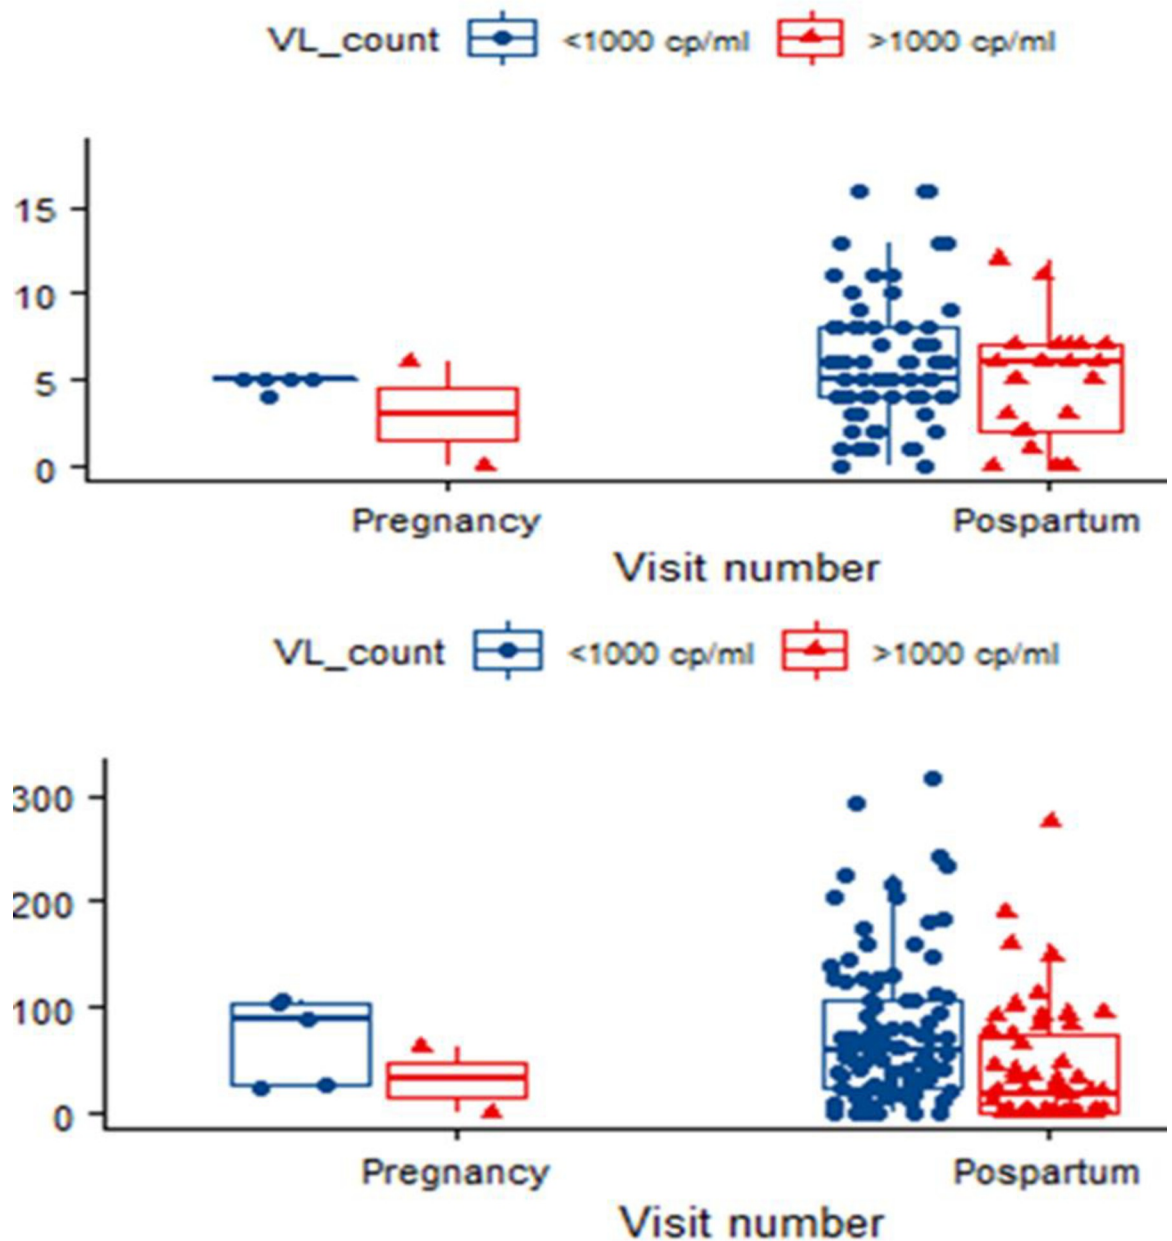 VL_count <1000 cp/ml >1000 cp/ml
15
10
5
0
Pregnancy Pospartum
Visit number
VL_count <1000 cp/ml >1000 cp/ml
300
200
100
0
Pregnancy Pospartum
Visit number